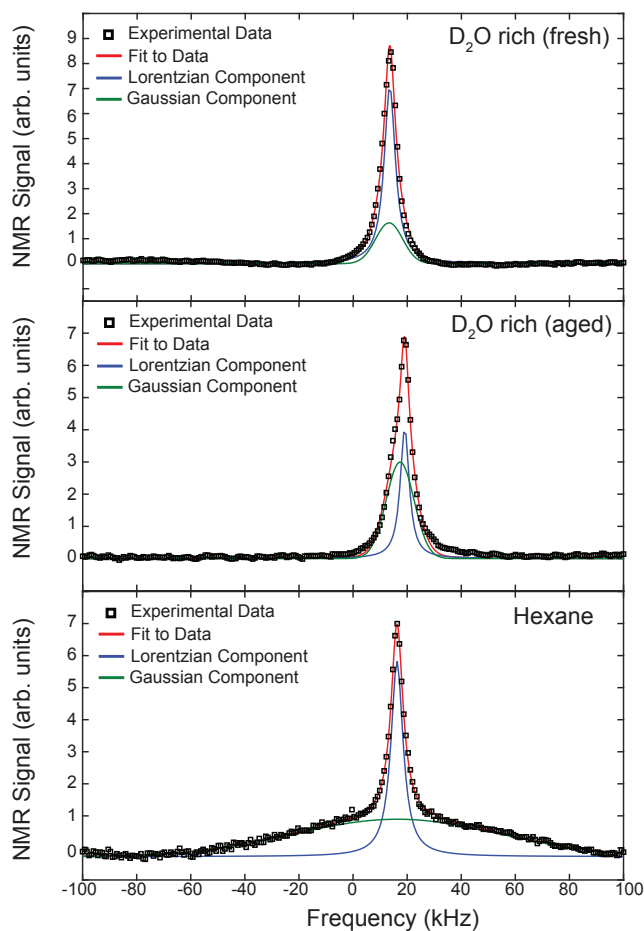 D₂O rich (fresh)
Experimental Data
Fit to Data
Lorentzian Component
Gaussian Component
NMR Signal (arb. units)
9
8
7
6
5
4
3
2
1
0
D₂O rich (aged)
Experimental Data
Fit to Data
Lorentzian Component
Gaussian Component
NMR Signal (arb. units)
7
6
5
4
3
2
1
0
Hexane
Experimental Data
Fit to Data
Lorentzian Component
Gaussian Component
NMR Signal (arb. units)
7
6
5
4
3
2
1
0
-100 -80 -60 -40 -20 0 20 40 60 80 100
Frequency (kHz)